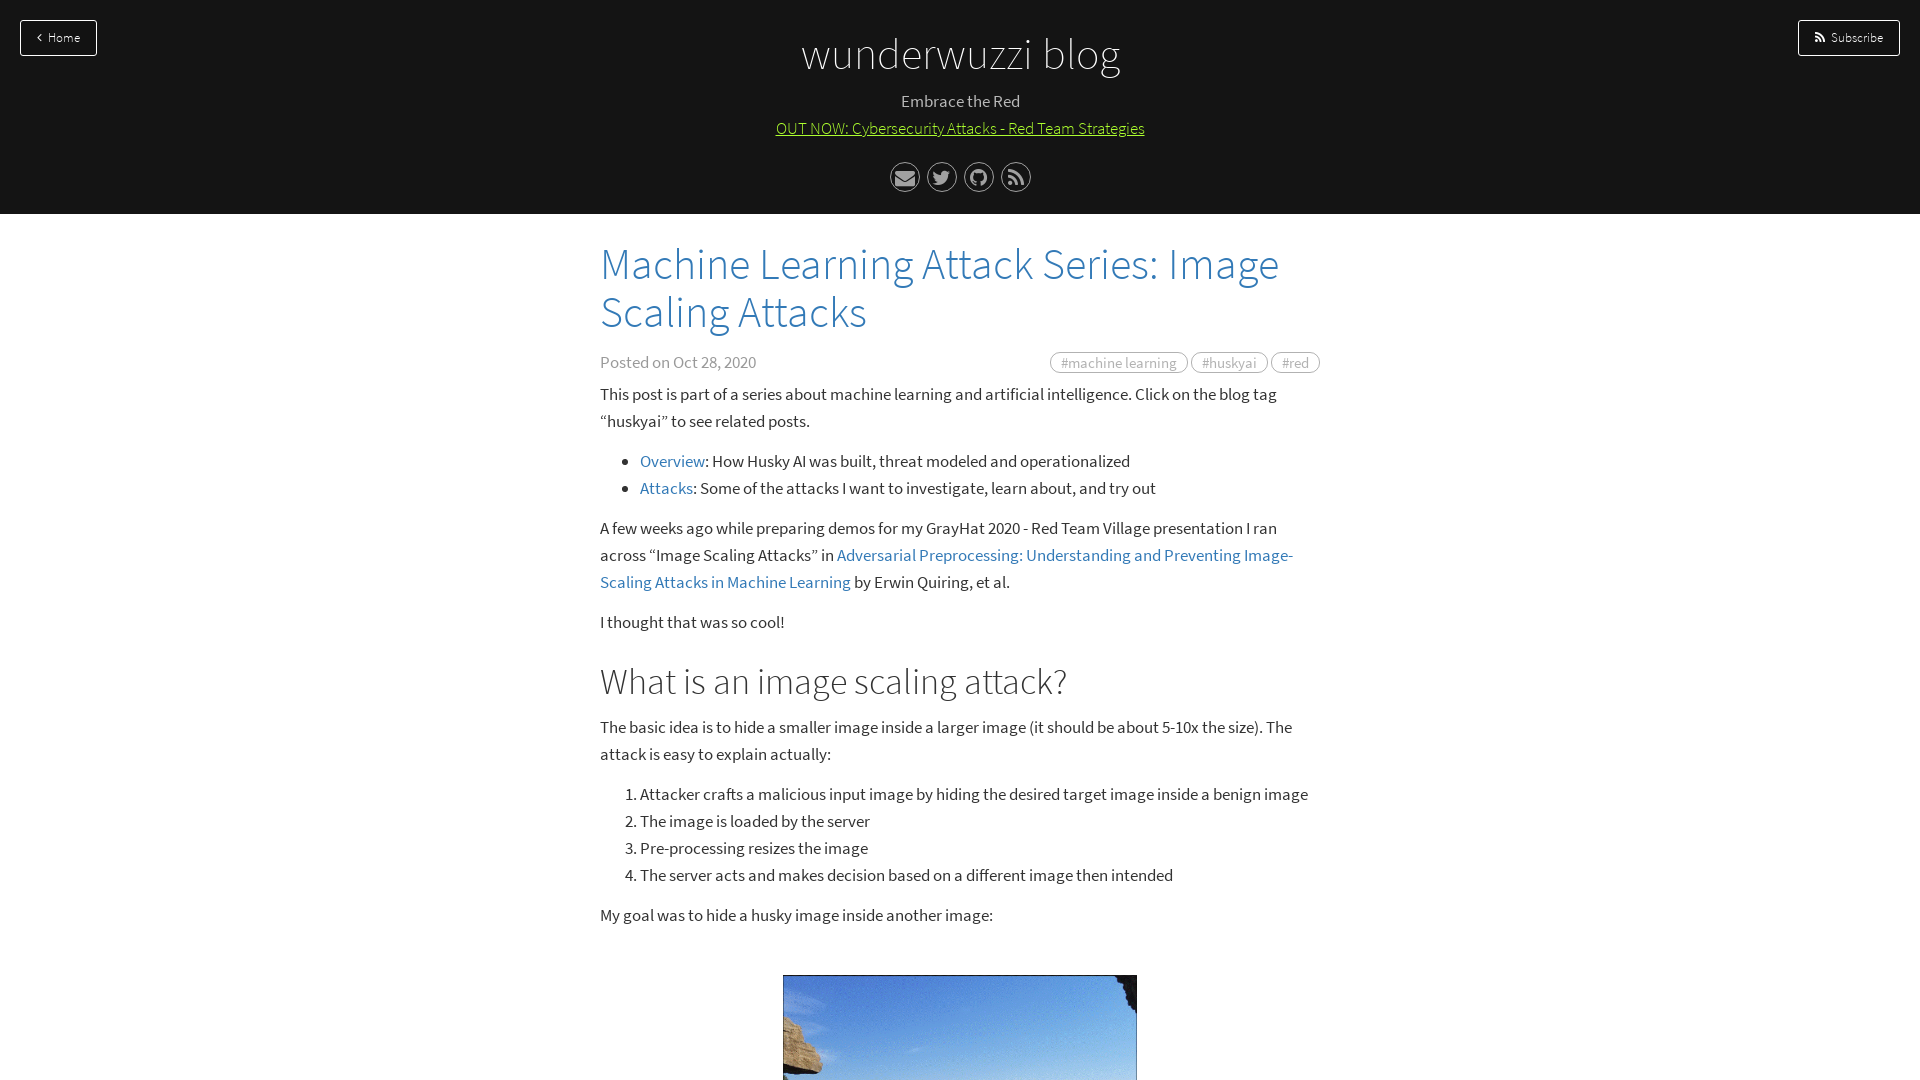 Home
Subscribe
wunderwuzzi blog
Embrace the Red
OUT NOW: Cybersecurity Attacks - Red Team Strategies
Machine Learning Attack Series: Image
Scaling Attacks
Posted on Oct 28, 2020
#machine learning #huskyai #red
This post is part of a series about machine learning and artificial intelligence. Click on the blog tag
“huskyai” to see related posts.
• Overview: How Husky AI was built, threat modeled and operationalized
• Attacks: Some of the attacks I want to investigate, learn about, and try out
A few weeks ago while preparing demos for my GrayHat 2020 - Red Team Village presentation I ran
across “Image Scaling Attacks” in Adversarial Preprocessing: Understanding and Preventing Image-
Scaling Attacks in Machine Learning by Erwin Quiring, et al.
I thought that was so cool!
What is an image scaling attack?
The basic idea is to hide a smaller image inside a larger image (it should be about 5-10x the size). The
attack is easy to explain actually:
1. Attacker crafts a malicious input image by hiding the desired target image inside a benign image
2. The image is loaded by the server
3. Pre-processing resizes the image
4. The server acts and makes decision based on a different image then intended
My goal was to hide a husky image inside another image: